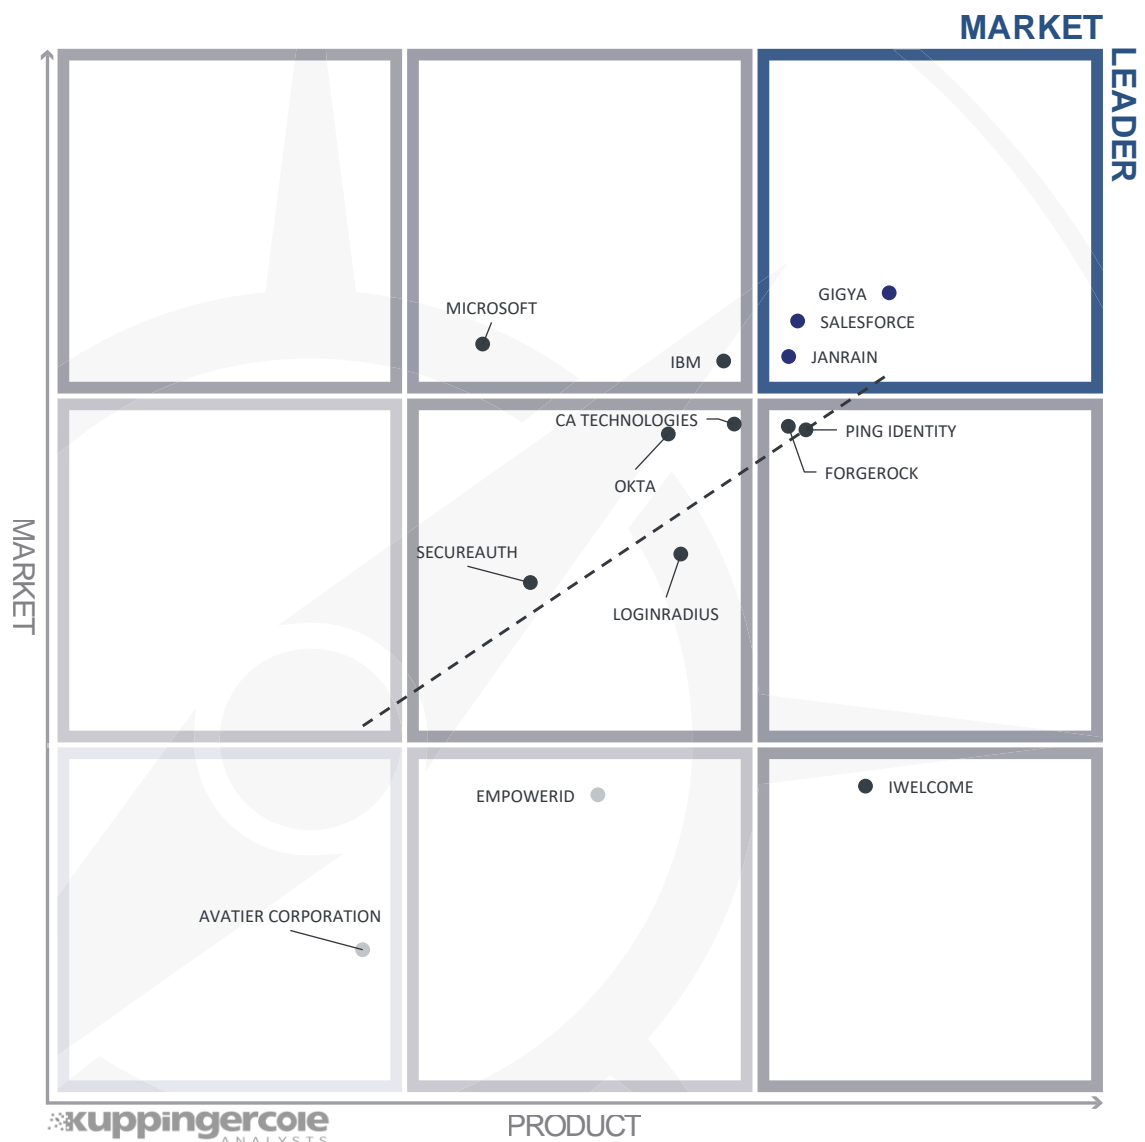 MARKET
LEADER
GIGYA
MICROSOFT
SALESFORCE
JANRAIN
IBM
CA TECHNOLOGIES
PING IDENTITY
FORGEROCK
OKTA
SECUREAUTH
LOGINRADIUS
MARKET
EMPOWERID
IWELCOME
AVATIER CORPORATION
kuppingercole
ANALYSTS
PRODUCT